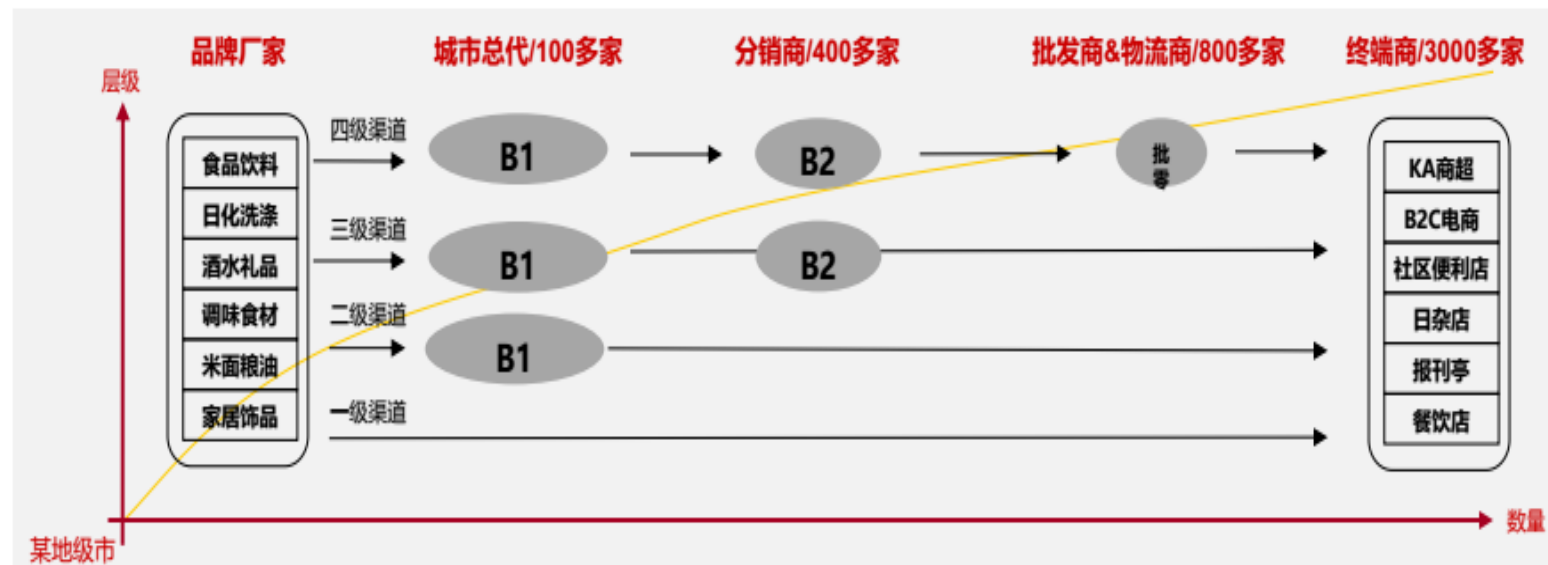 品牌厂家
城市总代/100多家
分销商/400多家
批发商&物流商/800多家
终端商/3000多家
层级
四级渠道
三级渠道
二级渠道
一级渠道
食品饮料
日化洗涤
酒水礼品
调味食材
米面粮油
家居饰品
B1
B2
批
零
B1
B2
B1
KA商超
B2C电商
社区便利店
日杂店
报刊亭
餐饮店
数量
某地级市